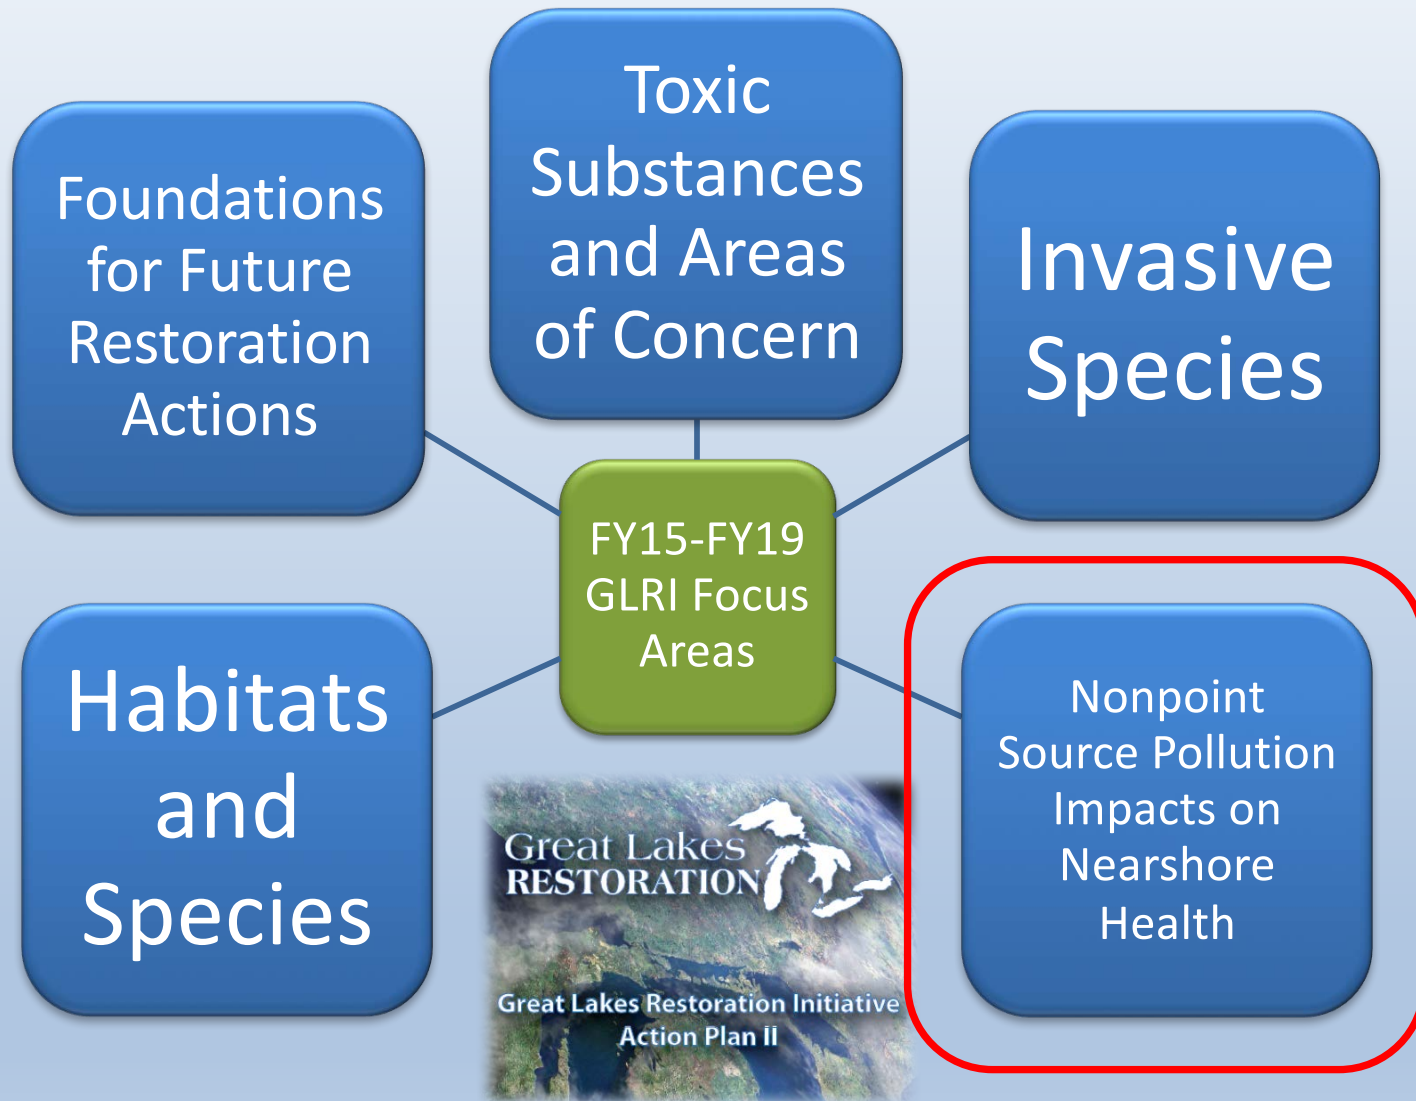 Toxic
Substances
and Areas
of Concern
Foundations
for Future
Restoration
Actions
Invasive
Species
FY15-FY19
GLRI Focus
Areas
Habitats
and
Species
Nonpoint
Source Pollution
Impacts on
Nearshore
Health
Great Lakes
RESTORATION
Great Lakes Restoration Initiative
Action Plan II